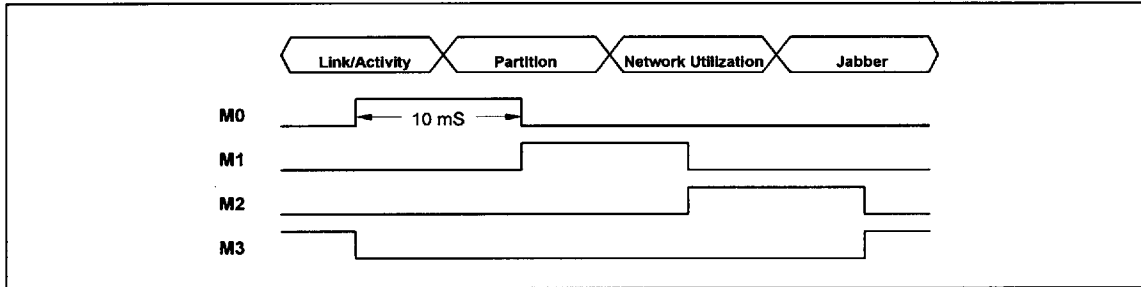 Link/Activity Partition Network Utilization Jabber
M0
10 mS
M1
M2
M3